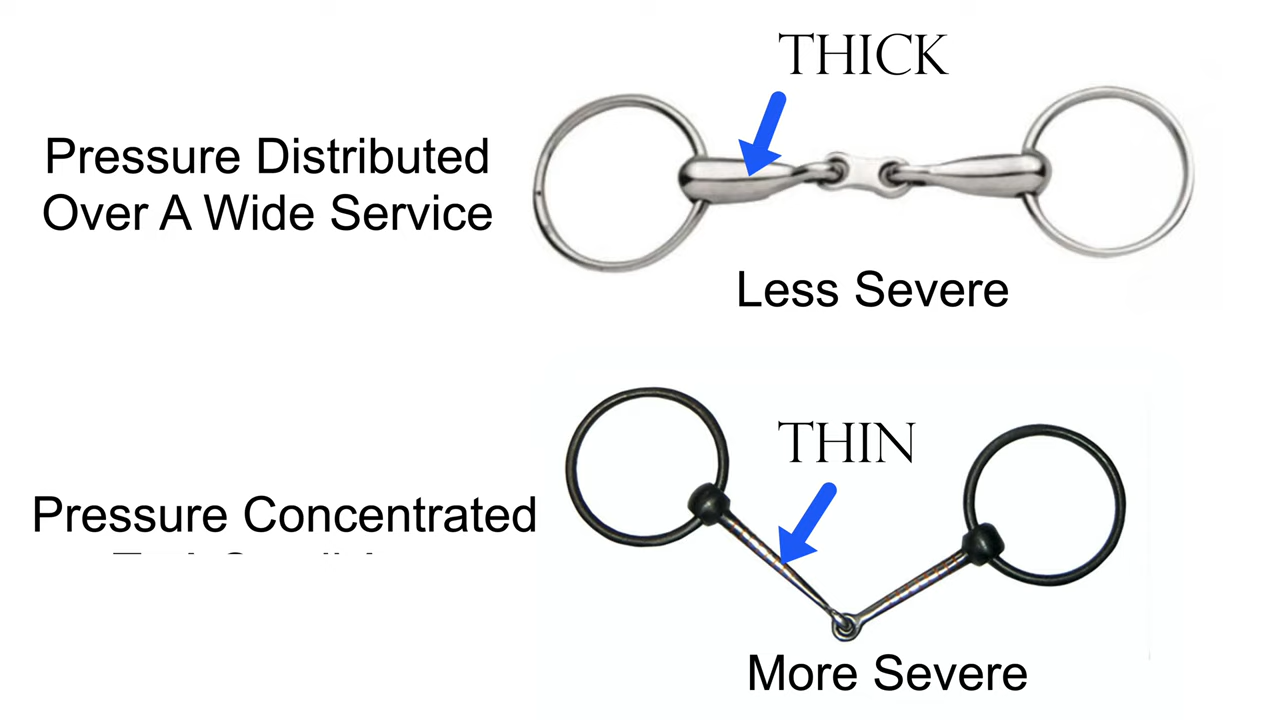 THICK
Pressure Distributed
Over A Wide Service
Less Severe
THIN
Pressure Concentrated
More Severe